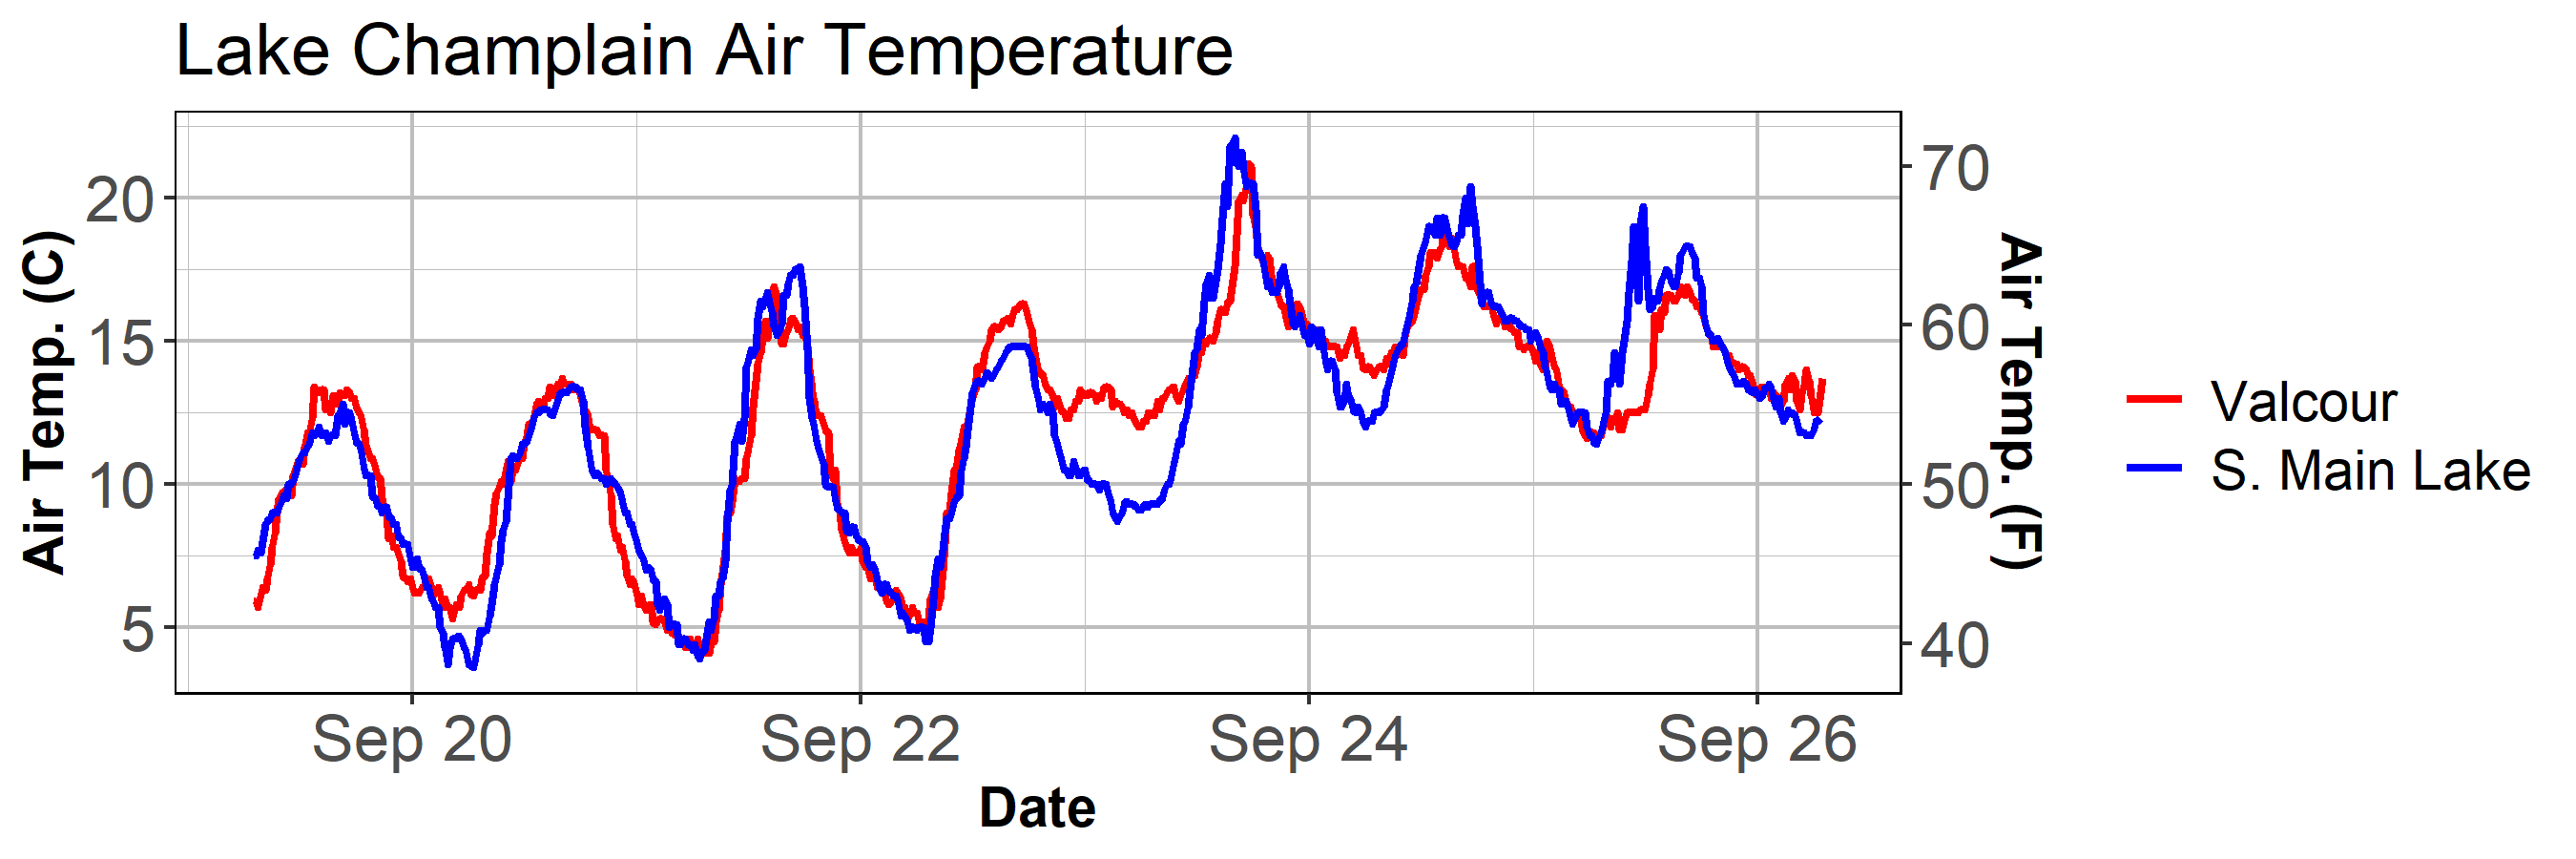 Lake Champlain Air Temperature
Air Temp. (C)
20
15
10
5
70
60
50
40
Air Temp. (F)
Sep 20
Sep 22
Sep 24
Sep 26
Date
Valcour
S. Main Lake